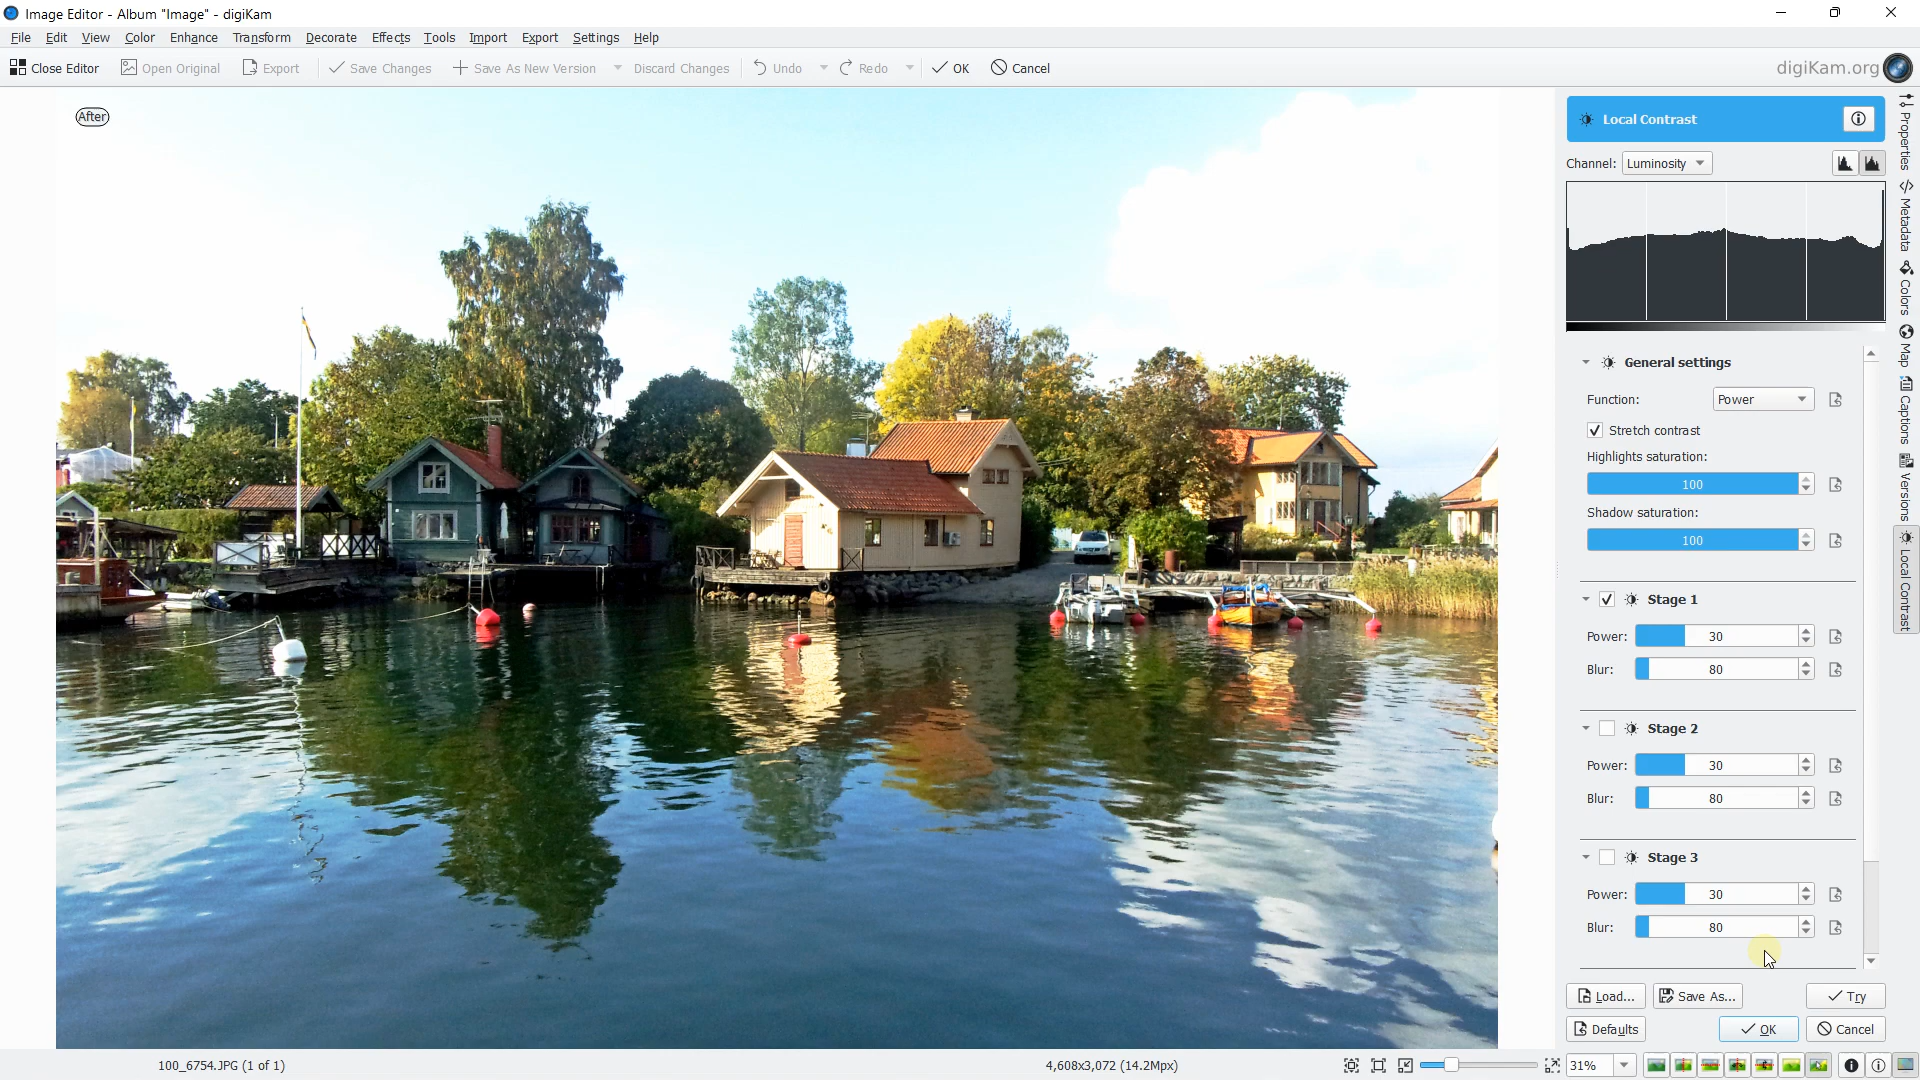 Image Editor - Album "Image" - digiKam
File Edit View Color Enhance Transform Decorate Effects Tools Import Export Settings Help
Close Editor Open Original Export Save Changes Save As New Version Discard Changes Undo Redo OK Cancel digiKam.org
After
Local Contrast
Channel: Luminosity
General settings
Function: Power
Stretch contrast
Highlights saturation:
100
Shadow saturation:
100
Stage 1
Power: 30
Blur: 80
Stage 2
Power: 30
Blur: 80
Stage 3
Power: 30
Blur: 80
Load... Save As... Try
Defaults OK Cancel
Properties
Metadata
Colors
Map
Captions
Versions
Local Contrast
100_6754.JPG (1 of 1) 4,608x3,072 (14.2Mpx) 31%